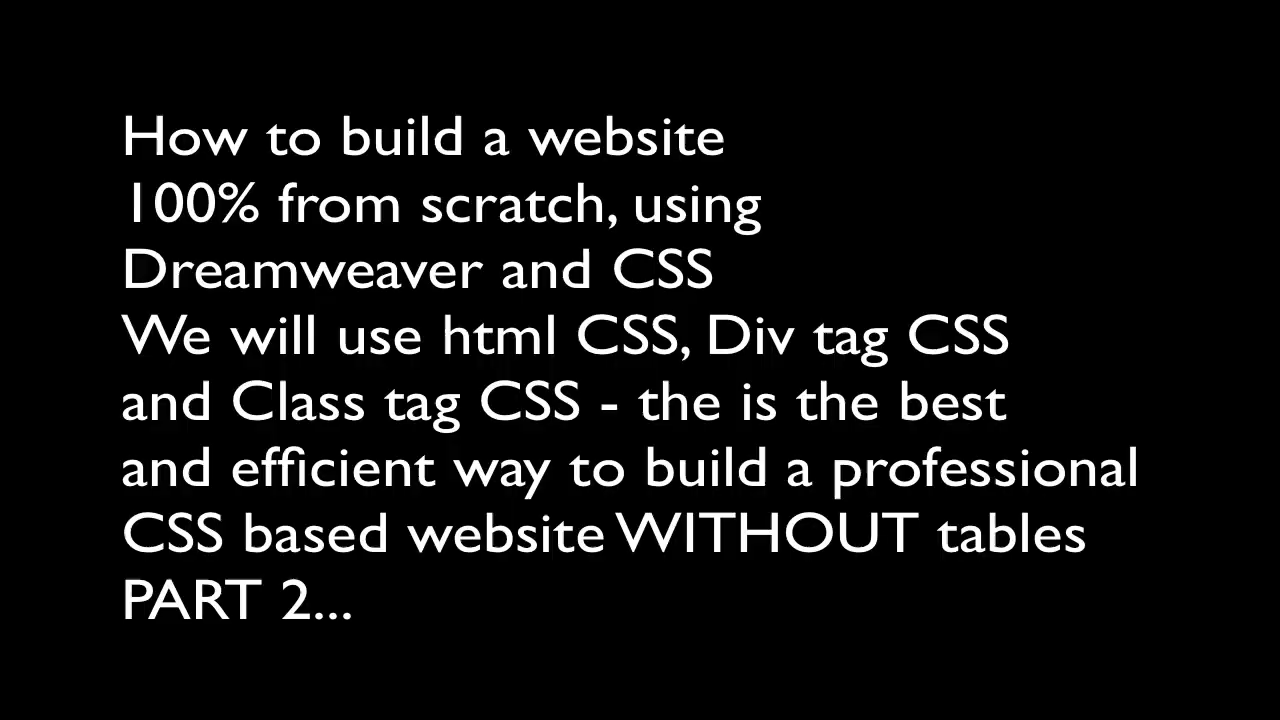 How to build a website
100% from scratch, using
Dreamweaver and CSS
We will use html CSS, Div tag CSS
and Class tag CSS - the is the best
and efficient way to build a professional
CSS based website WITHOUT tables
PART 2...